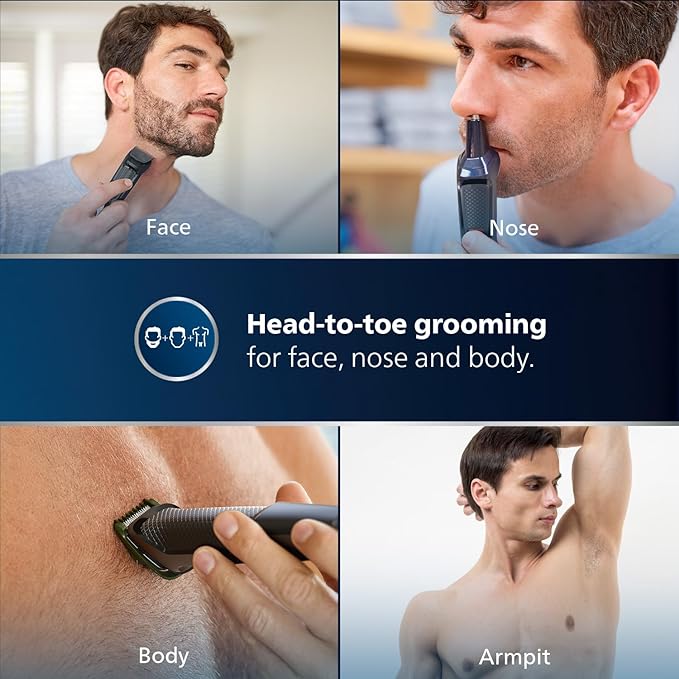 Face
Nose
Head-to-toe grooming
for face, nose and body.
Body
Armpit